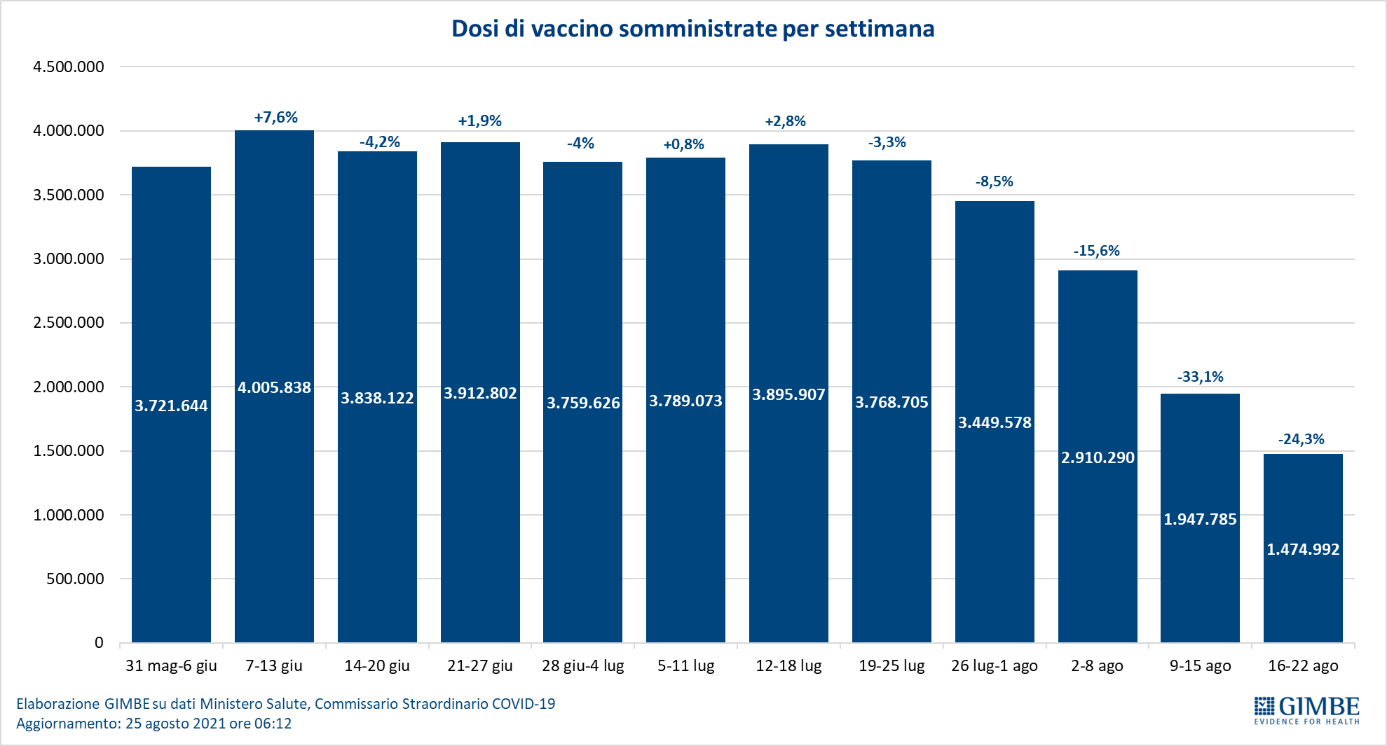 Dosi di vaccino somministrate per settimana
4.500.000
4.000.000
3.500.000
3.000.000
2.500.000
2.000.000
1.500.000
1.000.000
500.000
0
+7,6%
-4,2%
+1,9%
-4%
+0,8%
+2,8%
-3,3%
-8,5%
-15,6%
-33,1%
-24,3%
3.721.644
4.005.838
3.838.122
3.912.802
3.759.626
3.789.073
3.895.907
3.768.705
3.449.578
2.910.290
1.947.785
1.474.992
31 mag-6 giu
7-13 giu
14-20 giu
21-27 giu
28 giu-4 lug
5-11 lug
12-18 lug
19-25 lug
26 lug-1 ago
2-8 ago
9-15 ago
16-22 ago
Elaborazione GIMBE su dati Ministero Salute, Commissario Straordinario COVID-19
Aggiornamento: 25 agosto 2021 ore 06:12
GIMBE
EVIDENCE FOR HEALTH